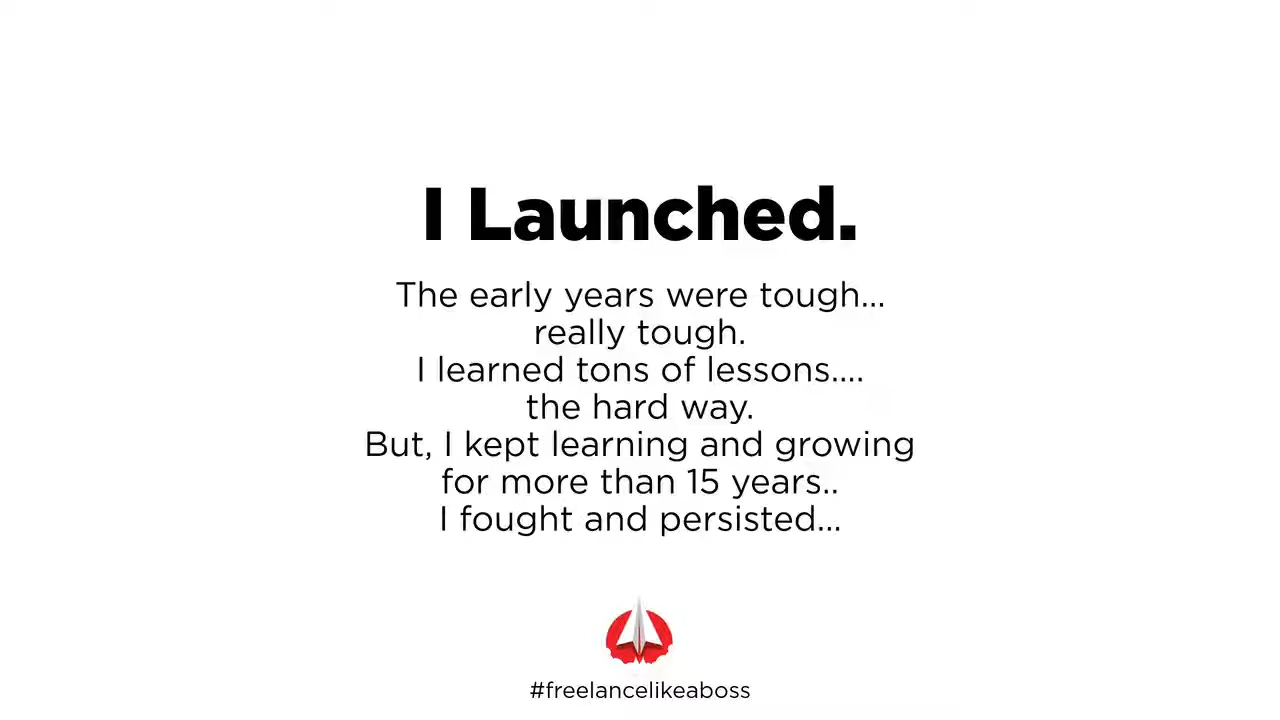 I Launched.
The early years were tough...
really tough.
I learned tons of lessons....
the hard way.
But, I kept learning and growing
for more than 15 years..
I fought and persisted...
#freelancelikeaboss